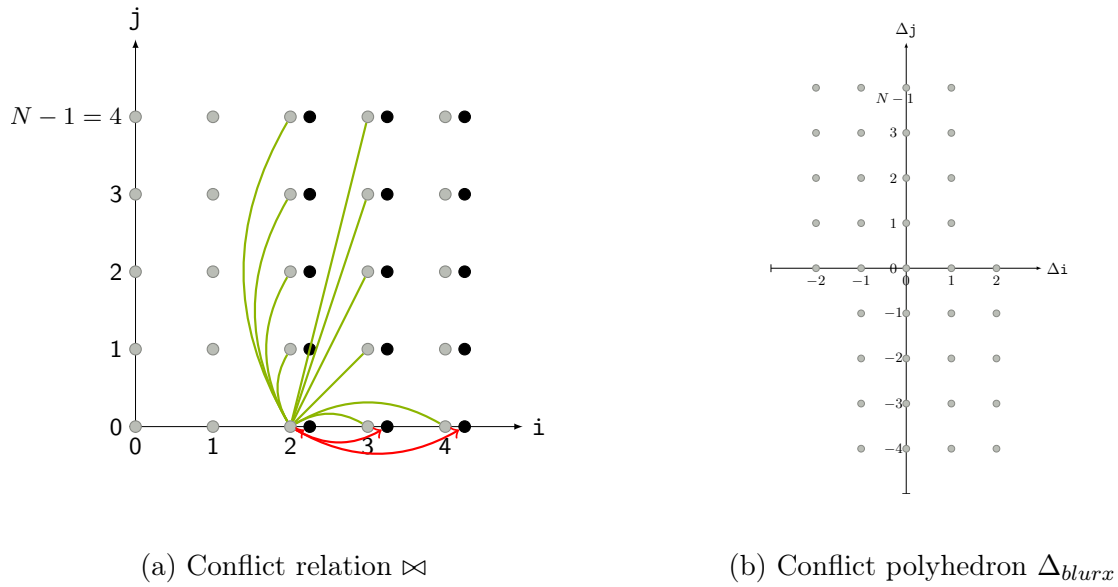 j
N − 1 = 4
3
2
1
0
0 1 2 3 4
i
Δj
N − 1
3
2
1
0
−2 −1 0 1 2
Δi
−1
−2
−3
−4
(a) Conflict relation ⋈
(b) Conflict polyhedron Δ_blurx